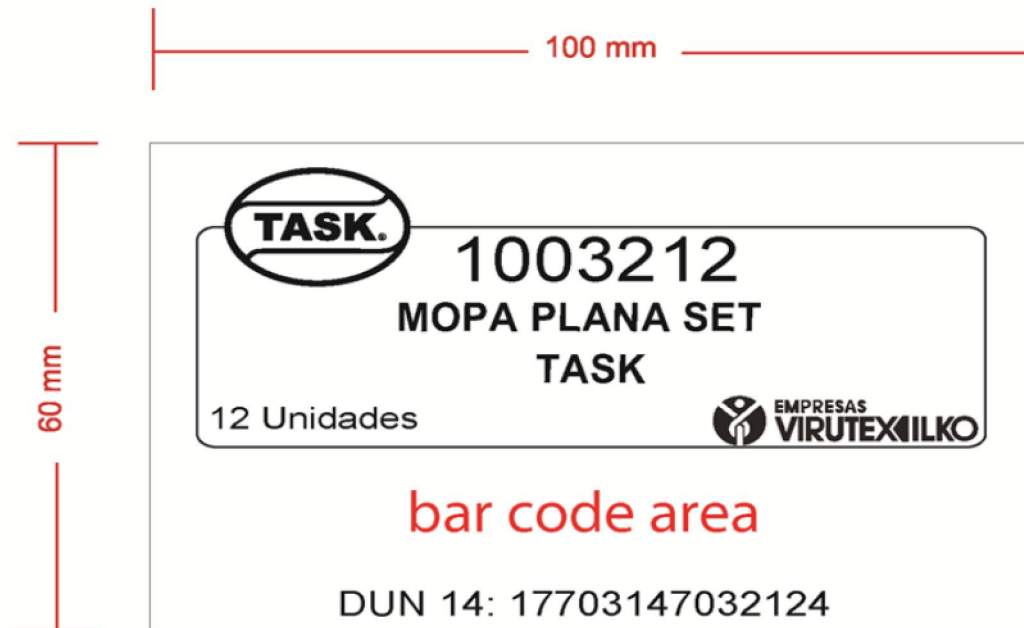 100 mm
60 mm
TASK®
1003212
MOPA PLANA SET
TASK
12 Unidades
EMPRESAS
VIRUTEX ILKO
bar code area
DUN 14: 17703147032124